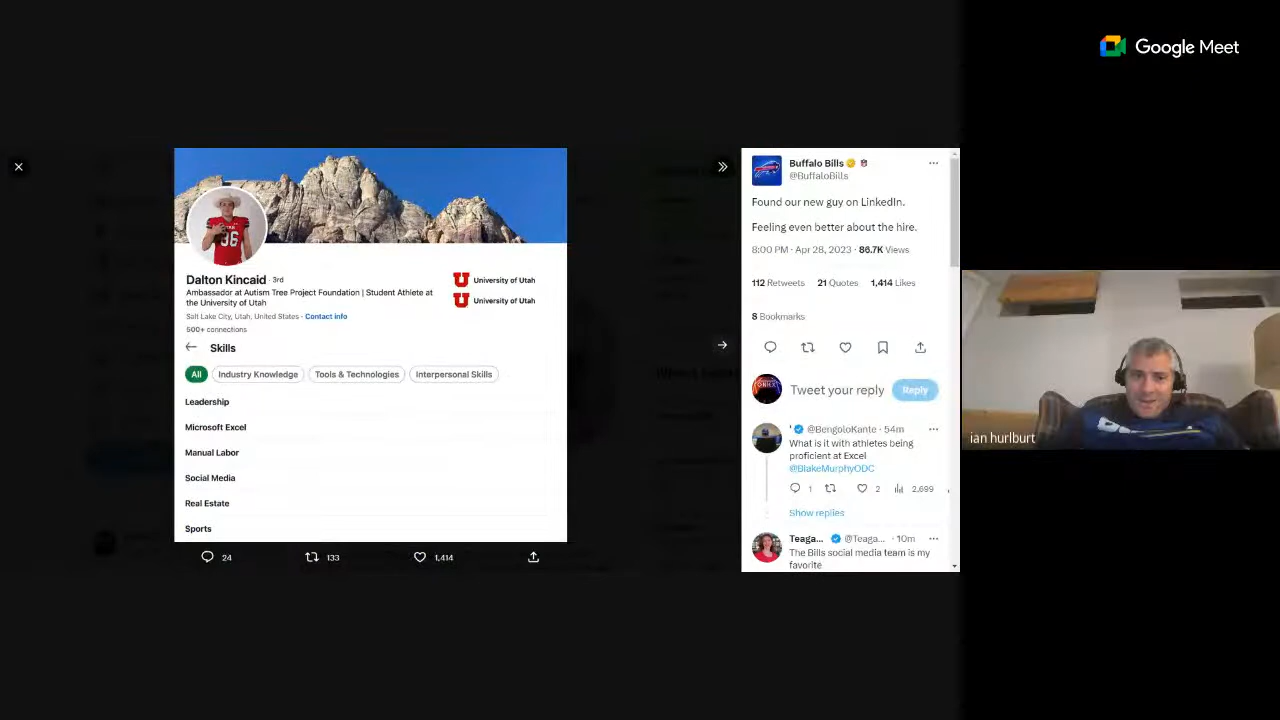 Google Meet
Dalton Kincaid · 3rd
Ambassador at Autism Tree Project Foundation | Student Athlete at
the University of Utah
Salt Lake City, Utah, United States · Contact info
500+ connections
University of Utah
University of Utah
Skills
All
Industry Knowledge
Tools & Technologies
Interpersonal Skills
Leadership
Microsoft Excel
Manual Labor
Social Media
Real Estate
Sports
24
133
1,414
Buffalo Bills
@BuffaloBills
Found our new guy on LinkedIn.
Feeling even better about the hire.
8:00 PM · Apr 28, 2023 · 86.7K Views
112 Retweets 21 Quotes 1,414 Likes
8 Bookmarks
Tweet your reply
Reply
' @BengoloKante · 54m
What is it with athletes being
proficient at Excel
@BlakeMurphyODC
1 2 2,699
Show replies
Teaga... @Teaga... · 10m
The Bills social media team is my
favorite
ian hurlburt